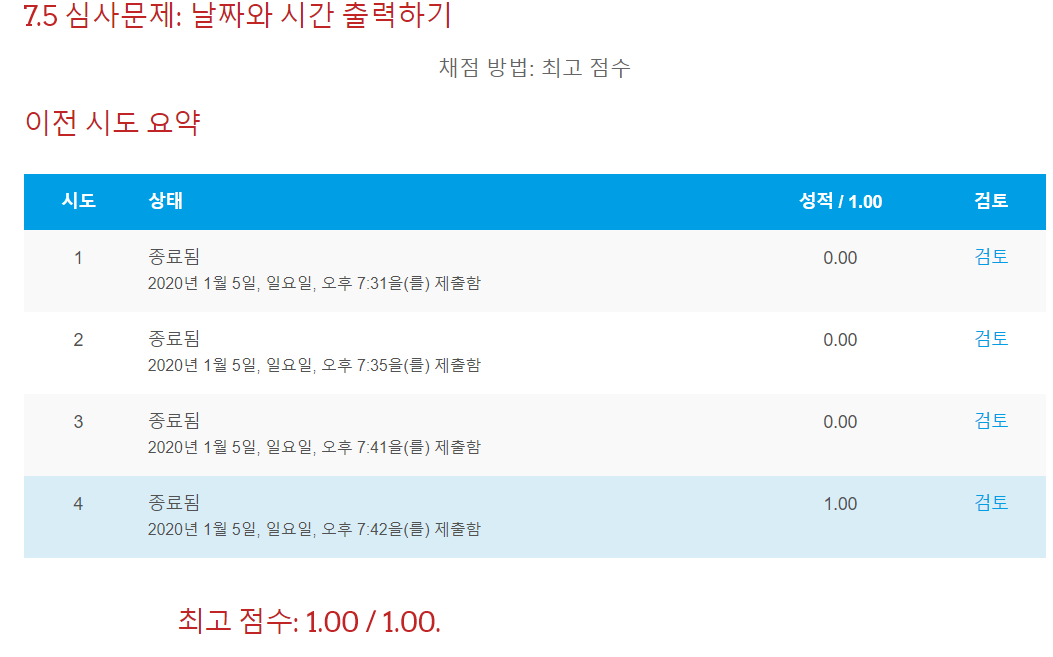 7.5 심사문제: 날짜와 시간 출력하기
채점 방법: 최고 점수
이전 시도 요약
시도 상태 성적 / 1.00 검토
1 종료됨 0.00 검토
2020년 1월 5일, 일요일, 오후 7:31을(를) 제출함
2 종료됨 0.00 검토
2020년 1월 5일, 일요일, 오후 7:35을(를) 제출함
3 종료됨 0.00 검토
2020년 1월 5일, 일요일, 오후 7:41을(를) 제출함
4 종료됨 1.00 검토
2020년 1월 5일, 일요일, 오후 7:42을(를) 제출함
최고 점수: 1.00 / 1.00.